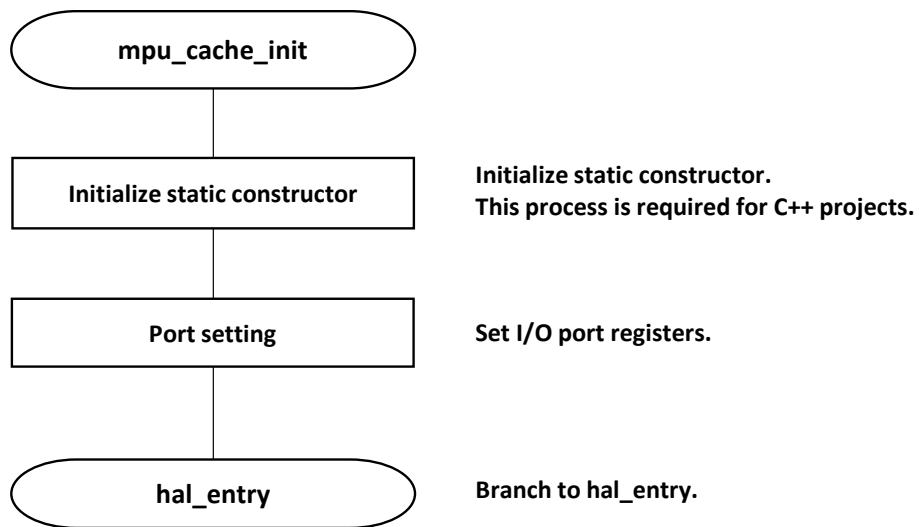 mpu_cache_init
Initialize static constructor
Initialize static constructor.
This process is required for C++ projects.
Port setting
Set I/O port registers.
hal_entry
Branch to hal_entry.